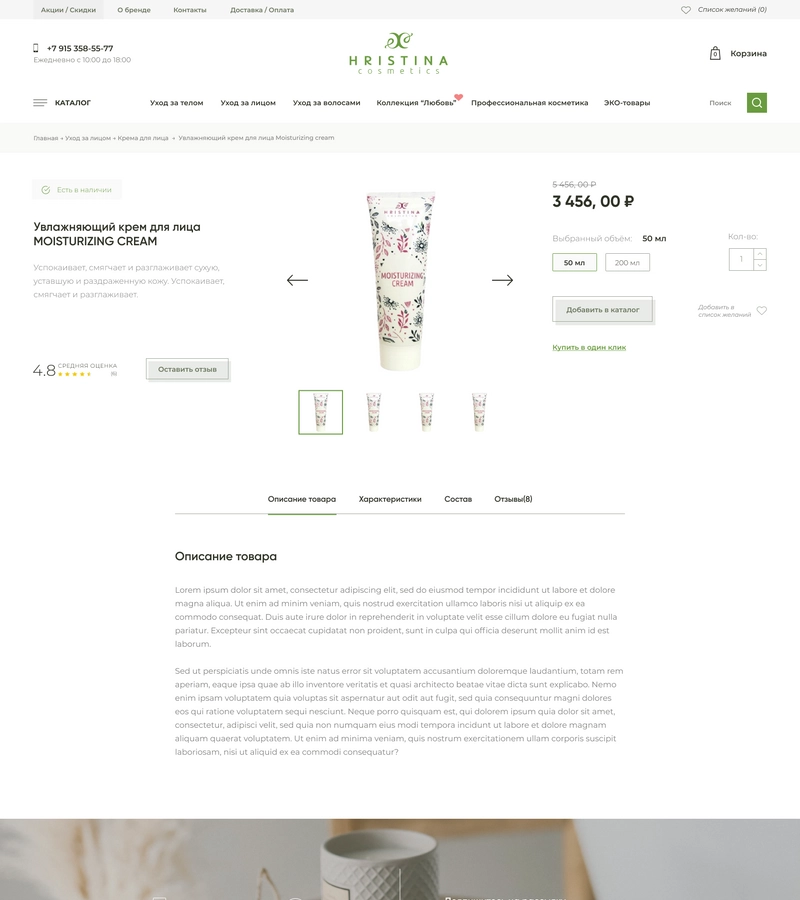 Акции / Скидки
О бренде
Контакты
Доставка / Оплата
Список желаний (0)
+7 915 358-55-77
Ежедневно с 10:00 до 18:00
HRISTINA
cosmetics
0
Корзина
КАТАЛОГ
Уход за телом
Уход за лицом
Уход за волосами
Коллекция "Любовь"
Профессиональная косметика
ЭКО-товары
Поиск
Главная
Уход за лицом
Крема для лица
Увлажняющий крем для лица Moisturizing cream
Есть в наличии
Увлажняющий крем для лица
MOISTURIZING CREAM
Успокаивает, смягчает и разглаживает сухую,
уставшую и раздраженную кожу. Успокаивает,
смягчает и разглаживает.
4.8
СРЕДНЯЯ ОЦЕНКА
(6)
Оставить отзыв
HRISTINA
MOISTURIZING
CREAM
5 456, 00 ₽
3 456, 00 ₽
Выбранный объём: 50 мл
50 мл
200 мл
Кол-во:
1
Добавить в каталог
Добавить в
список желаний
Купить в один клик
Описание товара
Характеристики
Состав
Отзывы(8)
Описание товара
Lorem ipsum dolor sit amet, consectetur adipiscing elit, sed do eiusmod tempor incididunt ut labore et dolore
magna aliqua. Ut enim ad minim veniam, quis nostrud exercitation ullamco laboris nisi ut aliquip ex ea
commodo consequat. Duis aute irure dolor in reprehenderit in voluptate velit esse cillum dolore eu fugiat nulla
pariatur. Excepteur sint occaecat cupidatat non proident, sunt in culpa qui officia deserunt mollit anim id est
laborum.
Sed ut perspiciatis unde omnis iste natus error sit voluptatem accusantium doloremque laudantium, totam rem
aperiam, eaque ipsa quae ab illo inventore veritatis et quasi architecto beatae vitae dicta sunt explicabo. Nemo
enim ipsam voluptatem quia voluptas sit aspernatur aut odit aut fugit, sed quia consequuntur magni dolores
eos qui ratione voluptatem sequi nesciunt. Neque porro quisquam est, qui dolorem ipsum quia dolor sit amet,
consectetur, adipisci velit, sed quia non numquam eius modi tempora incidunt ut labore et dolore magnam
aliquam quaerat voluptatem. Ut enim ad minima veniam, quis nostrum exercitationem ullam corporis suscipit
laboriosam, nisi ut aliquid ex ea commodi consequatur?